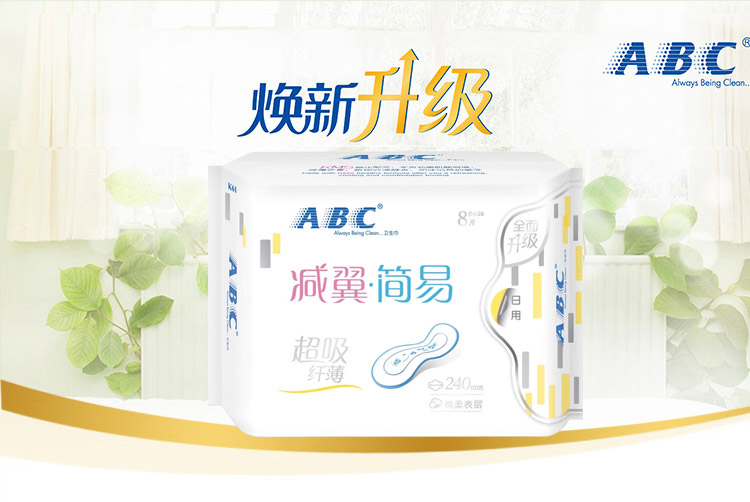 ABC®
Always Being Clean...
焕新升级
ABC
K61
ABC®
Always Being Clean...卫生巾
8片
全面
升级
减翼·简易
日用
ABC
ABC
超吸
纤薄
240mm
棉柔表层